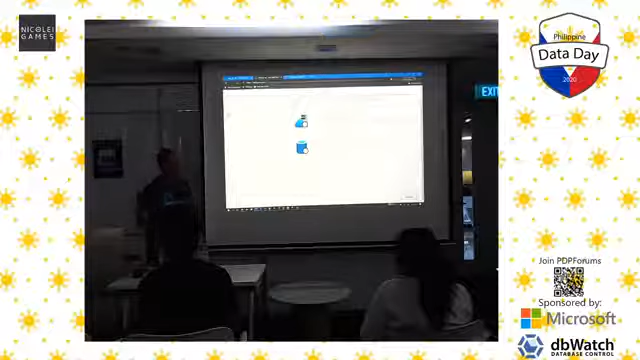 NICOLEI
GAMES
Philippine
Data Day
2020
EXIT
Join PDPForums
Sponsored by:
Microsoft
dbWatch
DATABASE CONTROL